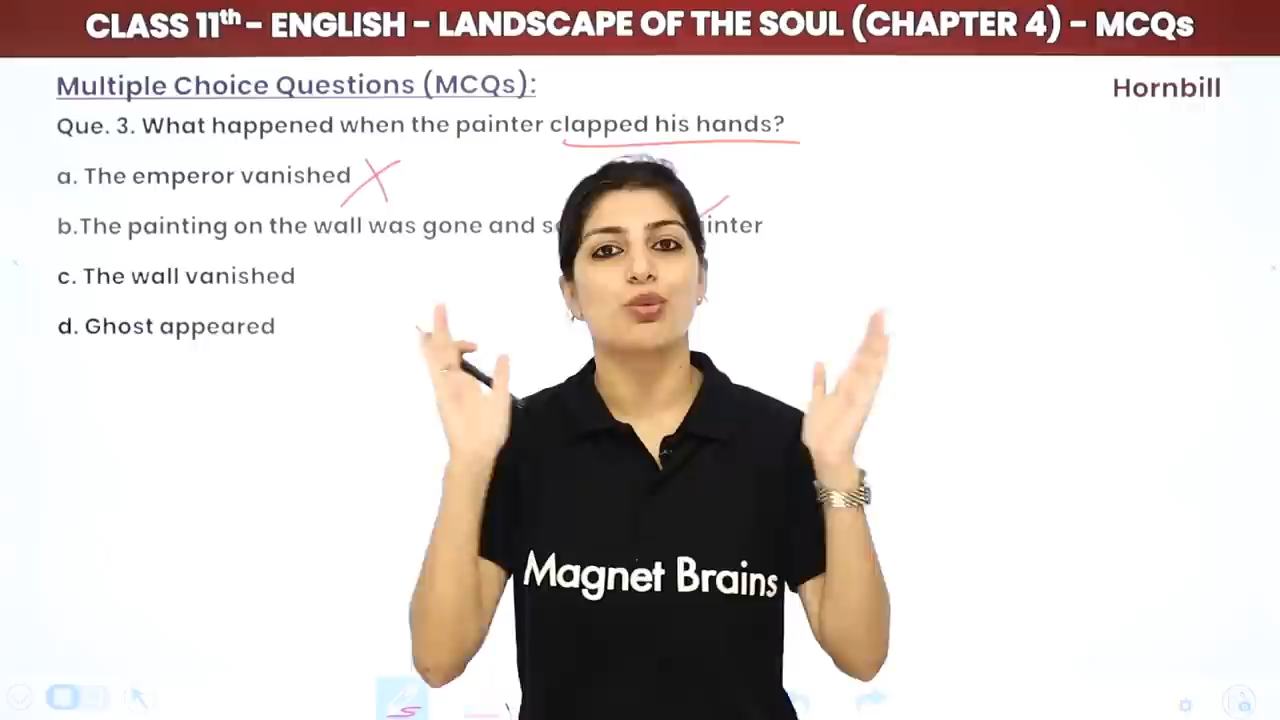 CLASS 11th - ENGLISH - LANDSCAPE OF THE SOUL (CHAPTER 4) - MCQs
Multiple Choice Questions (MCQs):
Hornbill
Que. 3. What happened when the painter clapped his hands?
a. The emperor vanished
b.The painting on the wall was gone and
c. The wall vanished
d. Ghost appeared
Magnet Brains